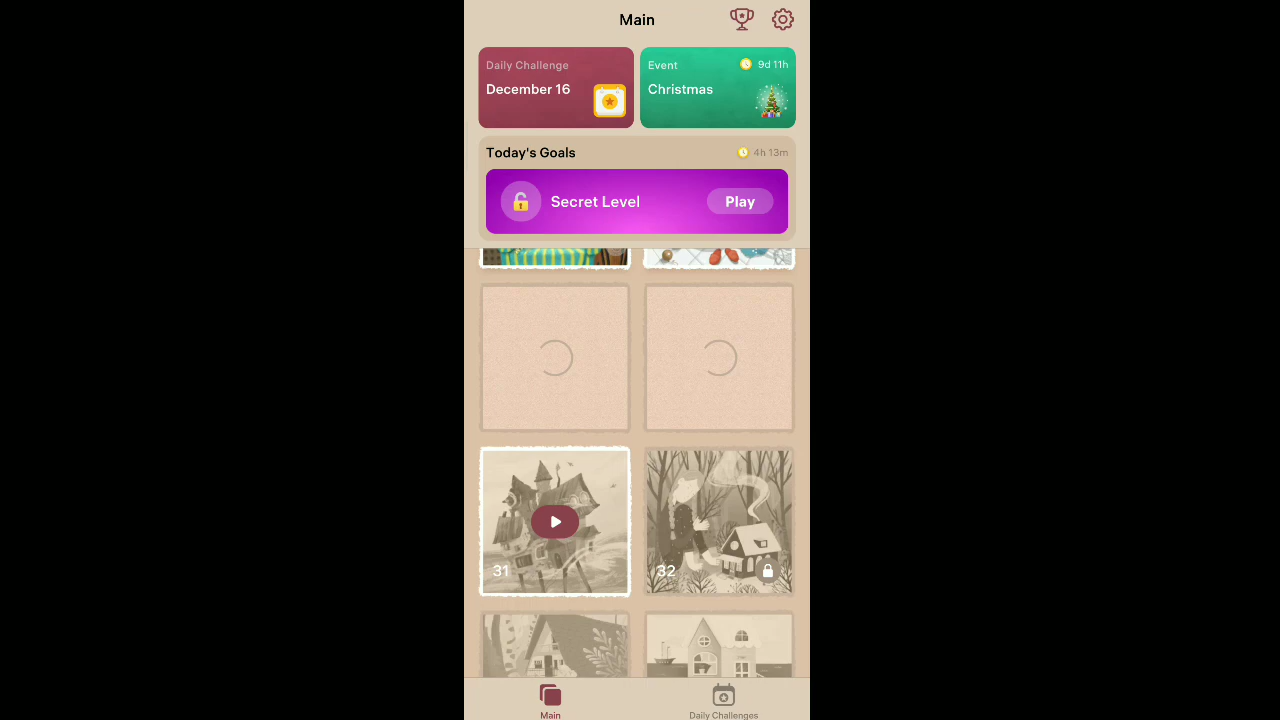 Main
Daily Challenge
December 16
Event
9d 11h
Christmas
Today's Goals
4h 13m
Secret Level
Play
31
32
Main
Daily Challenges